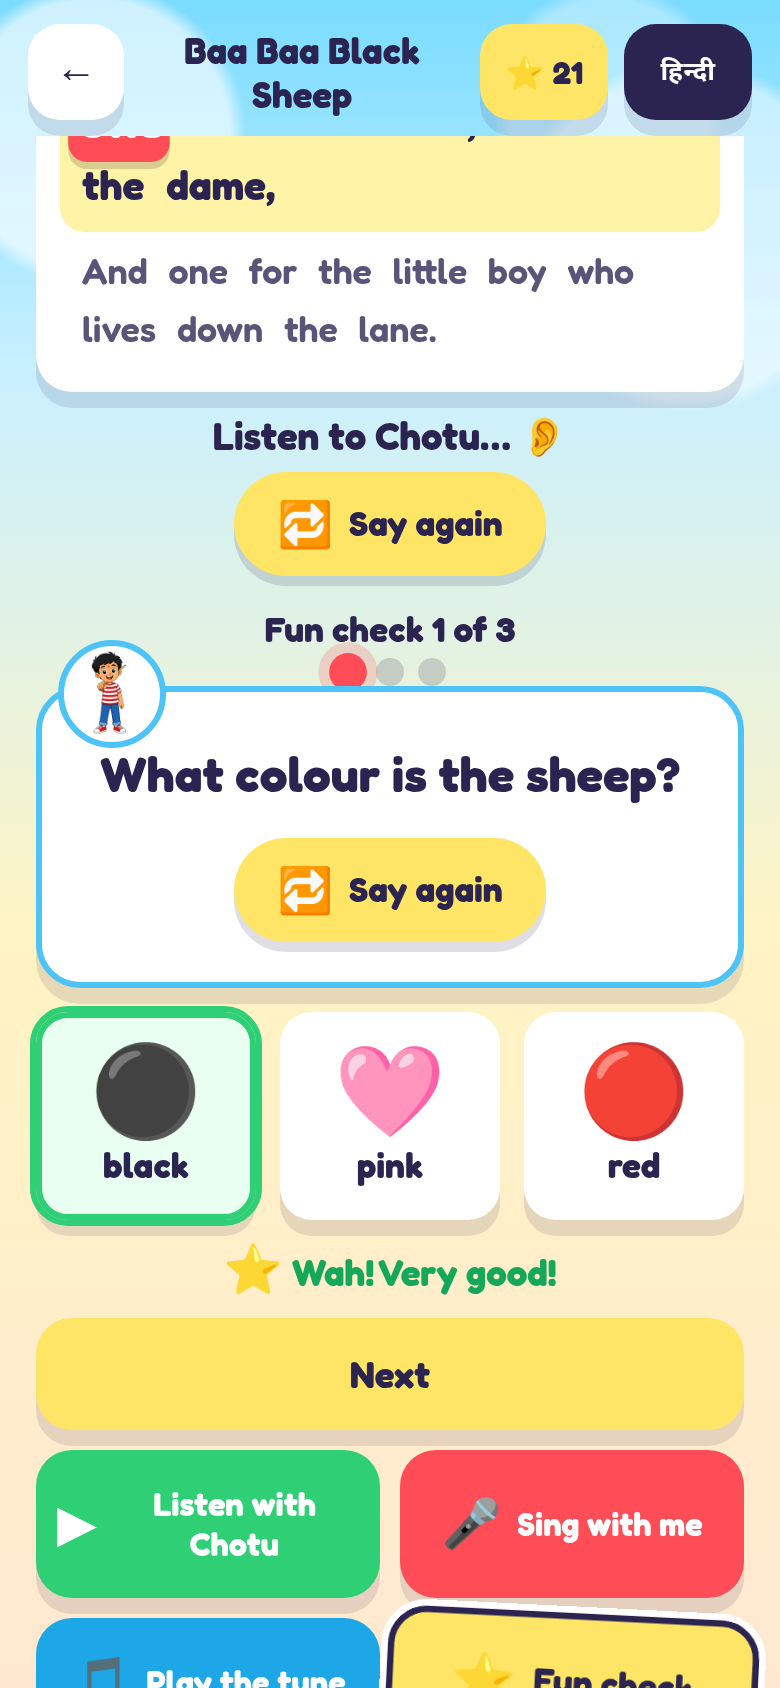 ←
Baa Baa Black
Sheep
21
हिन्दी
the dame,
And one for the little boy who
lives down the lane.
Listen to Chotu...
Say again
Fun check 1 of 3
What colour is the sheep?
Say again
black
pink
red
Wah! Very good!
Next
Listen with
Chotu
Sing with me
Play the tune
Fun check